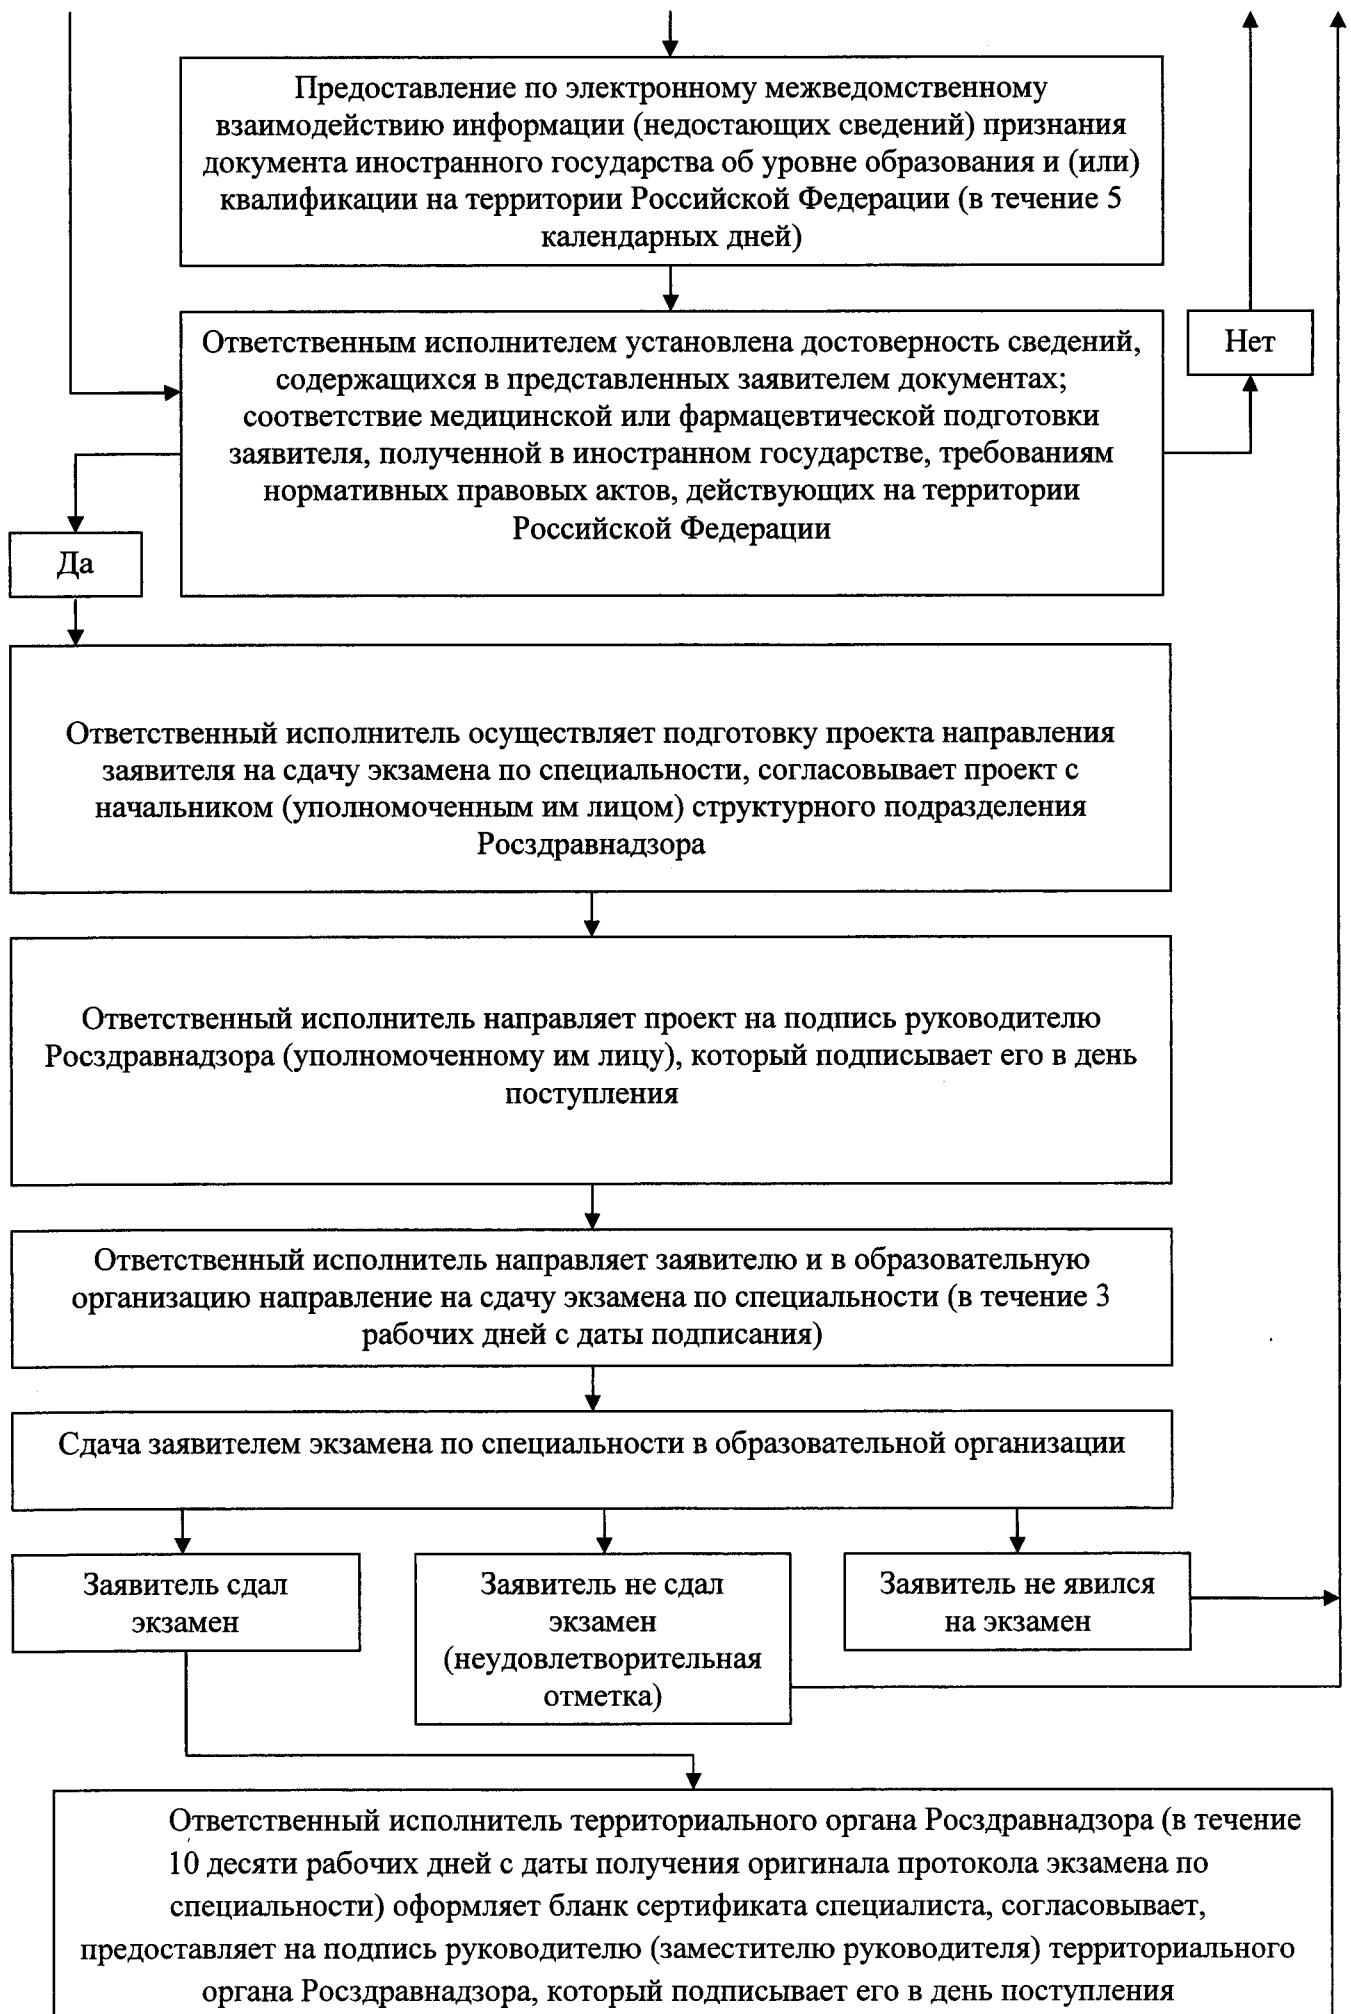 Предоставление по электронному межведомственному
взаимодействию информации (недостающих сведений) признания
документа иностранного государства об уровне образования и (или)
квалификации на территории Российской Федерации (в течение 5
календарных дней)
Ответственным исполнителем установлена достоверность сведений,
содержащихся в представленных заявителем документах;
соответствие медицинской или фармацевтической подготовки
заявителя, полученной в иностранном государстве, требованиям
нормативных правовых актов, действующих на территории
Российской Федерации
Нет
Да
Ответственный исполнитель осуществляет подготовку проекта направления
заявителя на сдачу экзамена по специальности, согласовывает проект с
начальником (уполномоченным им лицом) структурного подразделения
Росздравнадзора
Ответственный исполнитель направляет проект на подпись руководителю
Росздравнадзора (уполномоченному им лицу), который подписывает его в день
поступления
Ответственный исполнитель направляет заявителю и в образовательную
организацию направление на сдачу экзамена по специальности (в течение 3
рабочих дней с даты подписания)
Сдача заявителем экзамена по специальности в образовательной организации
Заявитель сдал
экзамен
Заявитель не сдал
экзамен
(неудовлетворительная
отметка)
Заявитель не явился
на экзамен
Ответственный исполнитель территориального органа Росздравнадзора (в течение
10 десяти рабочих дней с даты получения оригинала протокола экзамена по
специальности) оформляет бланк сертификата специалиста, согласовывает,
предоставляет на подпись руководителю (заместителю руководителя) территориального
органа Росздравнадзора, который подписывает его в день поступления